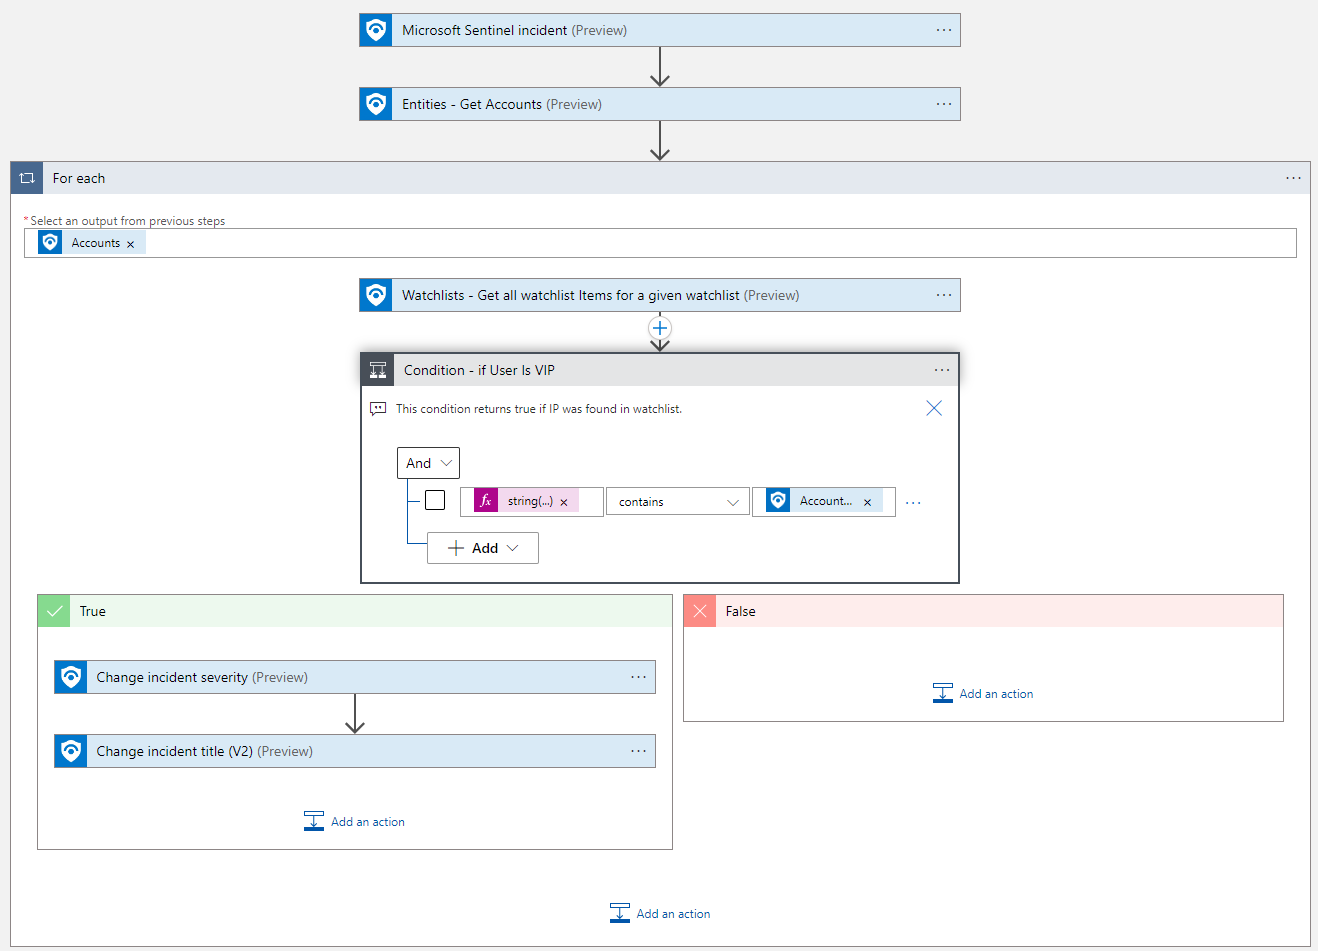 Microsoft Sentinel incident (Preview)
Entities - Get Accounts (Preview)
For each
* Select an output from previous steps
Accounts ×
Watchlists - Get all watchlist Items for a given watchlist (Preview)
Condition - if User Is VIP
This condition returns true if IP was found in watchlist.
And
fx string(...) × contains Account... ×
Add
True
False
Change incident severity (Preview)
Add an action
Change incident title (V2) (Preview)
Add an action
Add an action